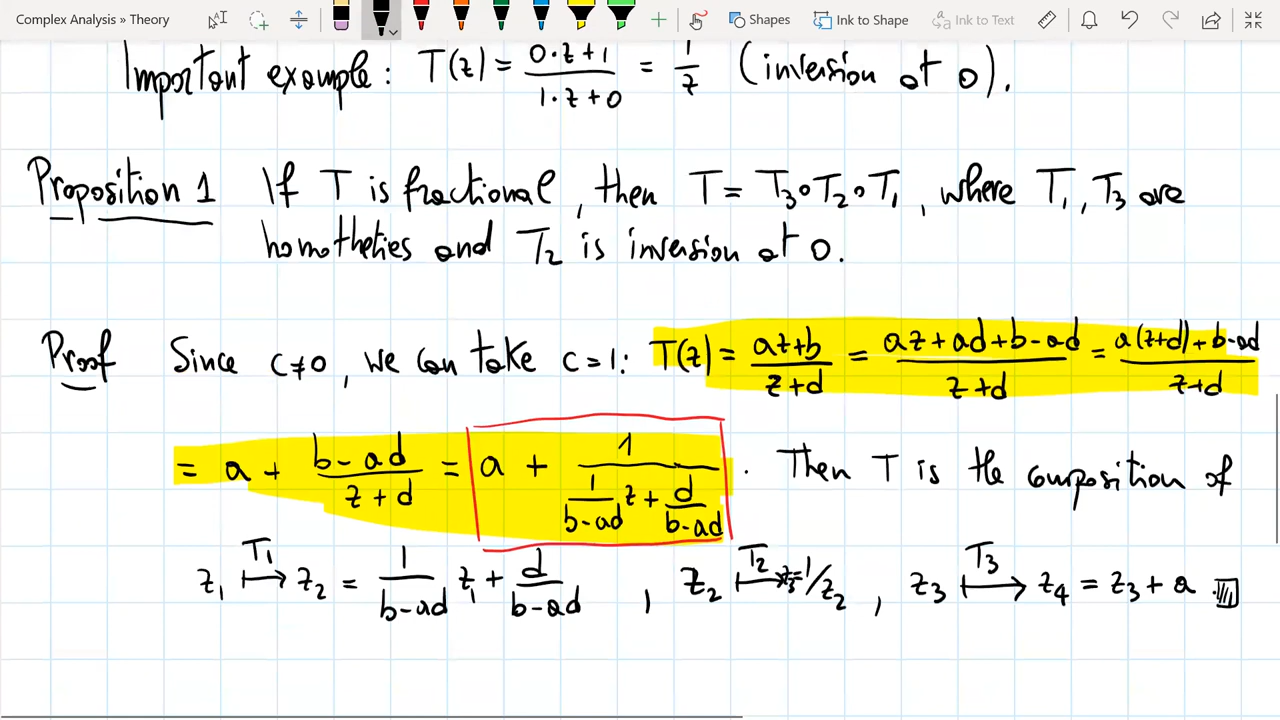 Complex Analysis » Theory
Shapes
Ink to Shape
Ink to Text
Important example: T(z) = (0·z+1)/(1·z+0) = 1/z (inversion at 0).
Proposition 1 If T is fractional, then T = T₃∘T₂∘T₁, where T₁, T₃ are
homotheties and T₂ is inversion at 0.
Proof Since c≠0, we can take c=1: T(z) = (az+b)/(z+d) = (az+ad+b-ad)/(z+d) = (a(z+d)+b-ad)/(z+d)
= a + (b-ad)/(z+d) = a + 1/((1/(b-ad))z + d/(b-ad)). Then T is the composition of
z₁ ↦^{T₁} z₂ = (1/(b-ad))z₁ + d/(b-ad), z₂ ↦^{T₂} z₃=1/z₂, z₃ ↦^{T₃} z₄ = z₃ + a.